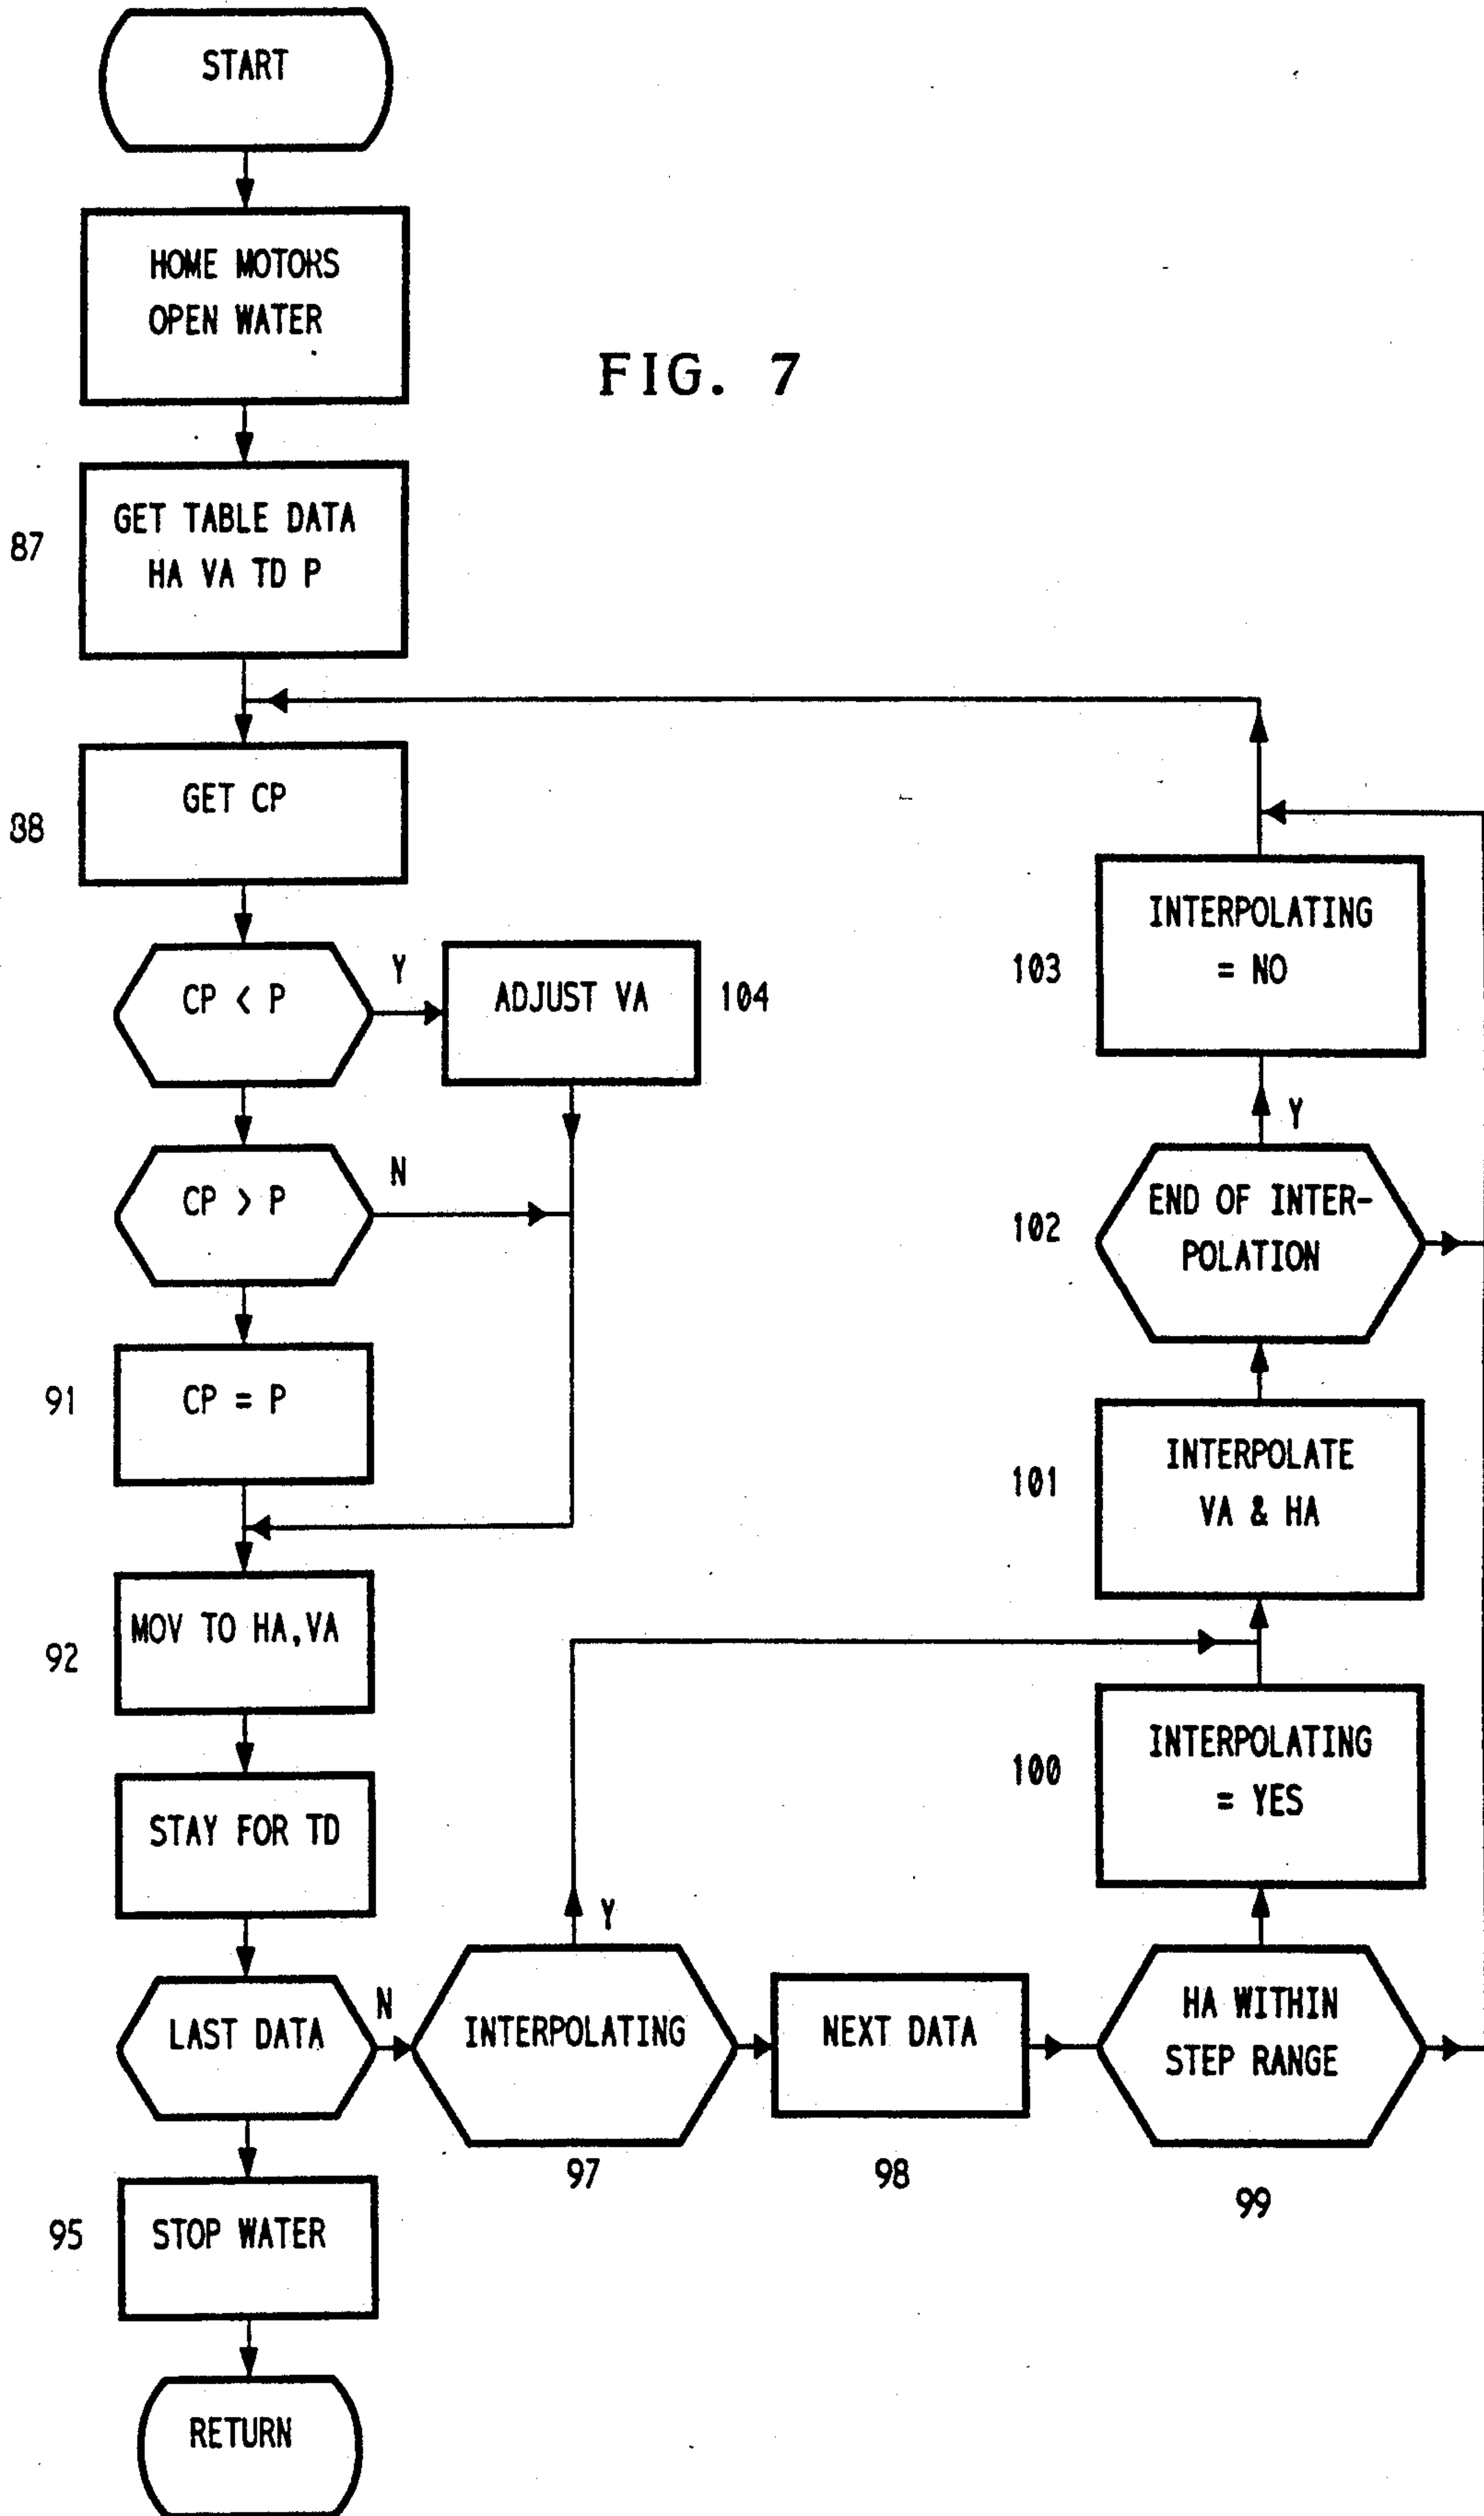 START
HOME MOTORS
OPEN WATER
FIG. 7
87
GET TABLE DATA
HA VA TD P
88
GET CP
CP < P
Y
ADJUST VA
104
CP > P
N
91
CP = P
92
MOV TO HA,VA
STAY FOR TD
LAST DATA
N
INTERPOLATING
Y
97
NEXT DATA
98
HA WITHIN
STEP RANGE
99
100
INTERPOLATING
= YES
101
INTERPOLATE
VA & HA
102
END OF INTER-
POLATION
Y
103
INTERPOLATING
= NO
95
STOP WATER
RETURN